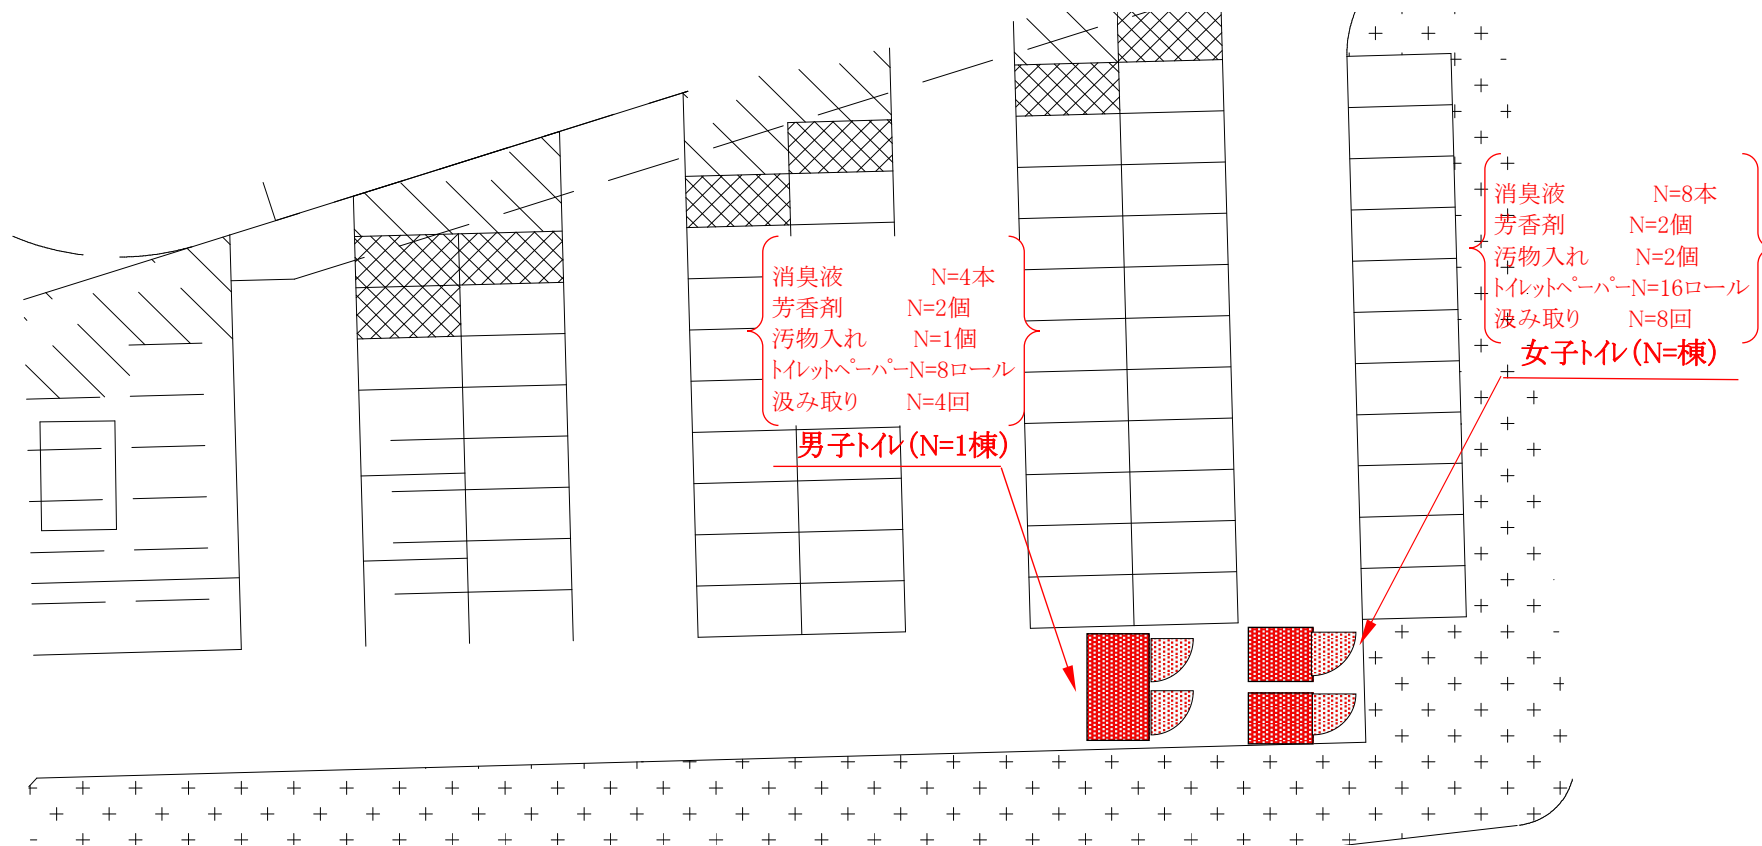 消臭液 N=4本
芳香剤 N=2個
汚物入れ N=1個
トイレットペーパーN=8ロール
汲み取り N=4回
男子トイレ(N=1棟)
消臭液 N=8本
芳香剤 N=2個
汚物入れ N=2個
トイレットペーパーN=16ロール
汲み取り N=8回
女子トイレ(N=棟)